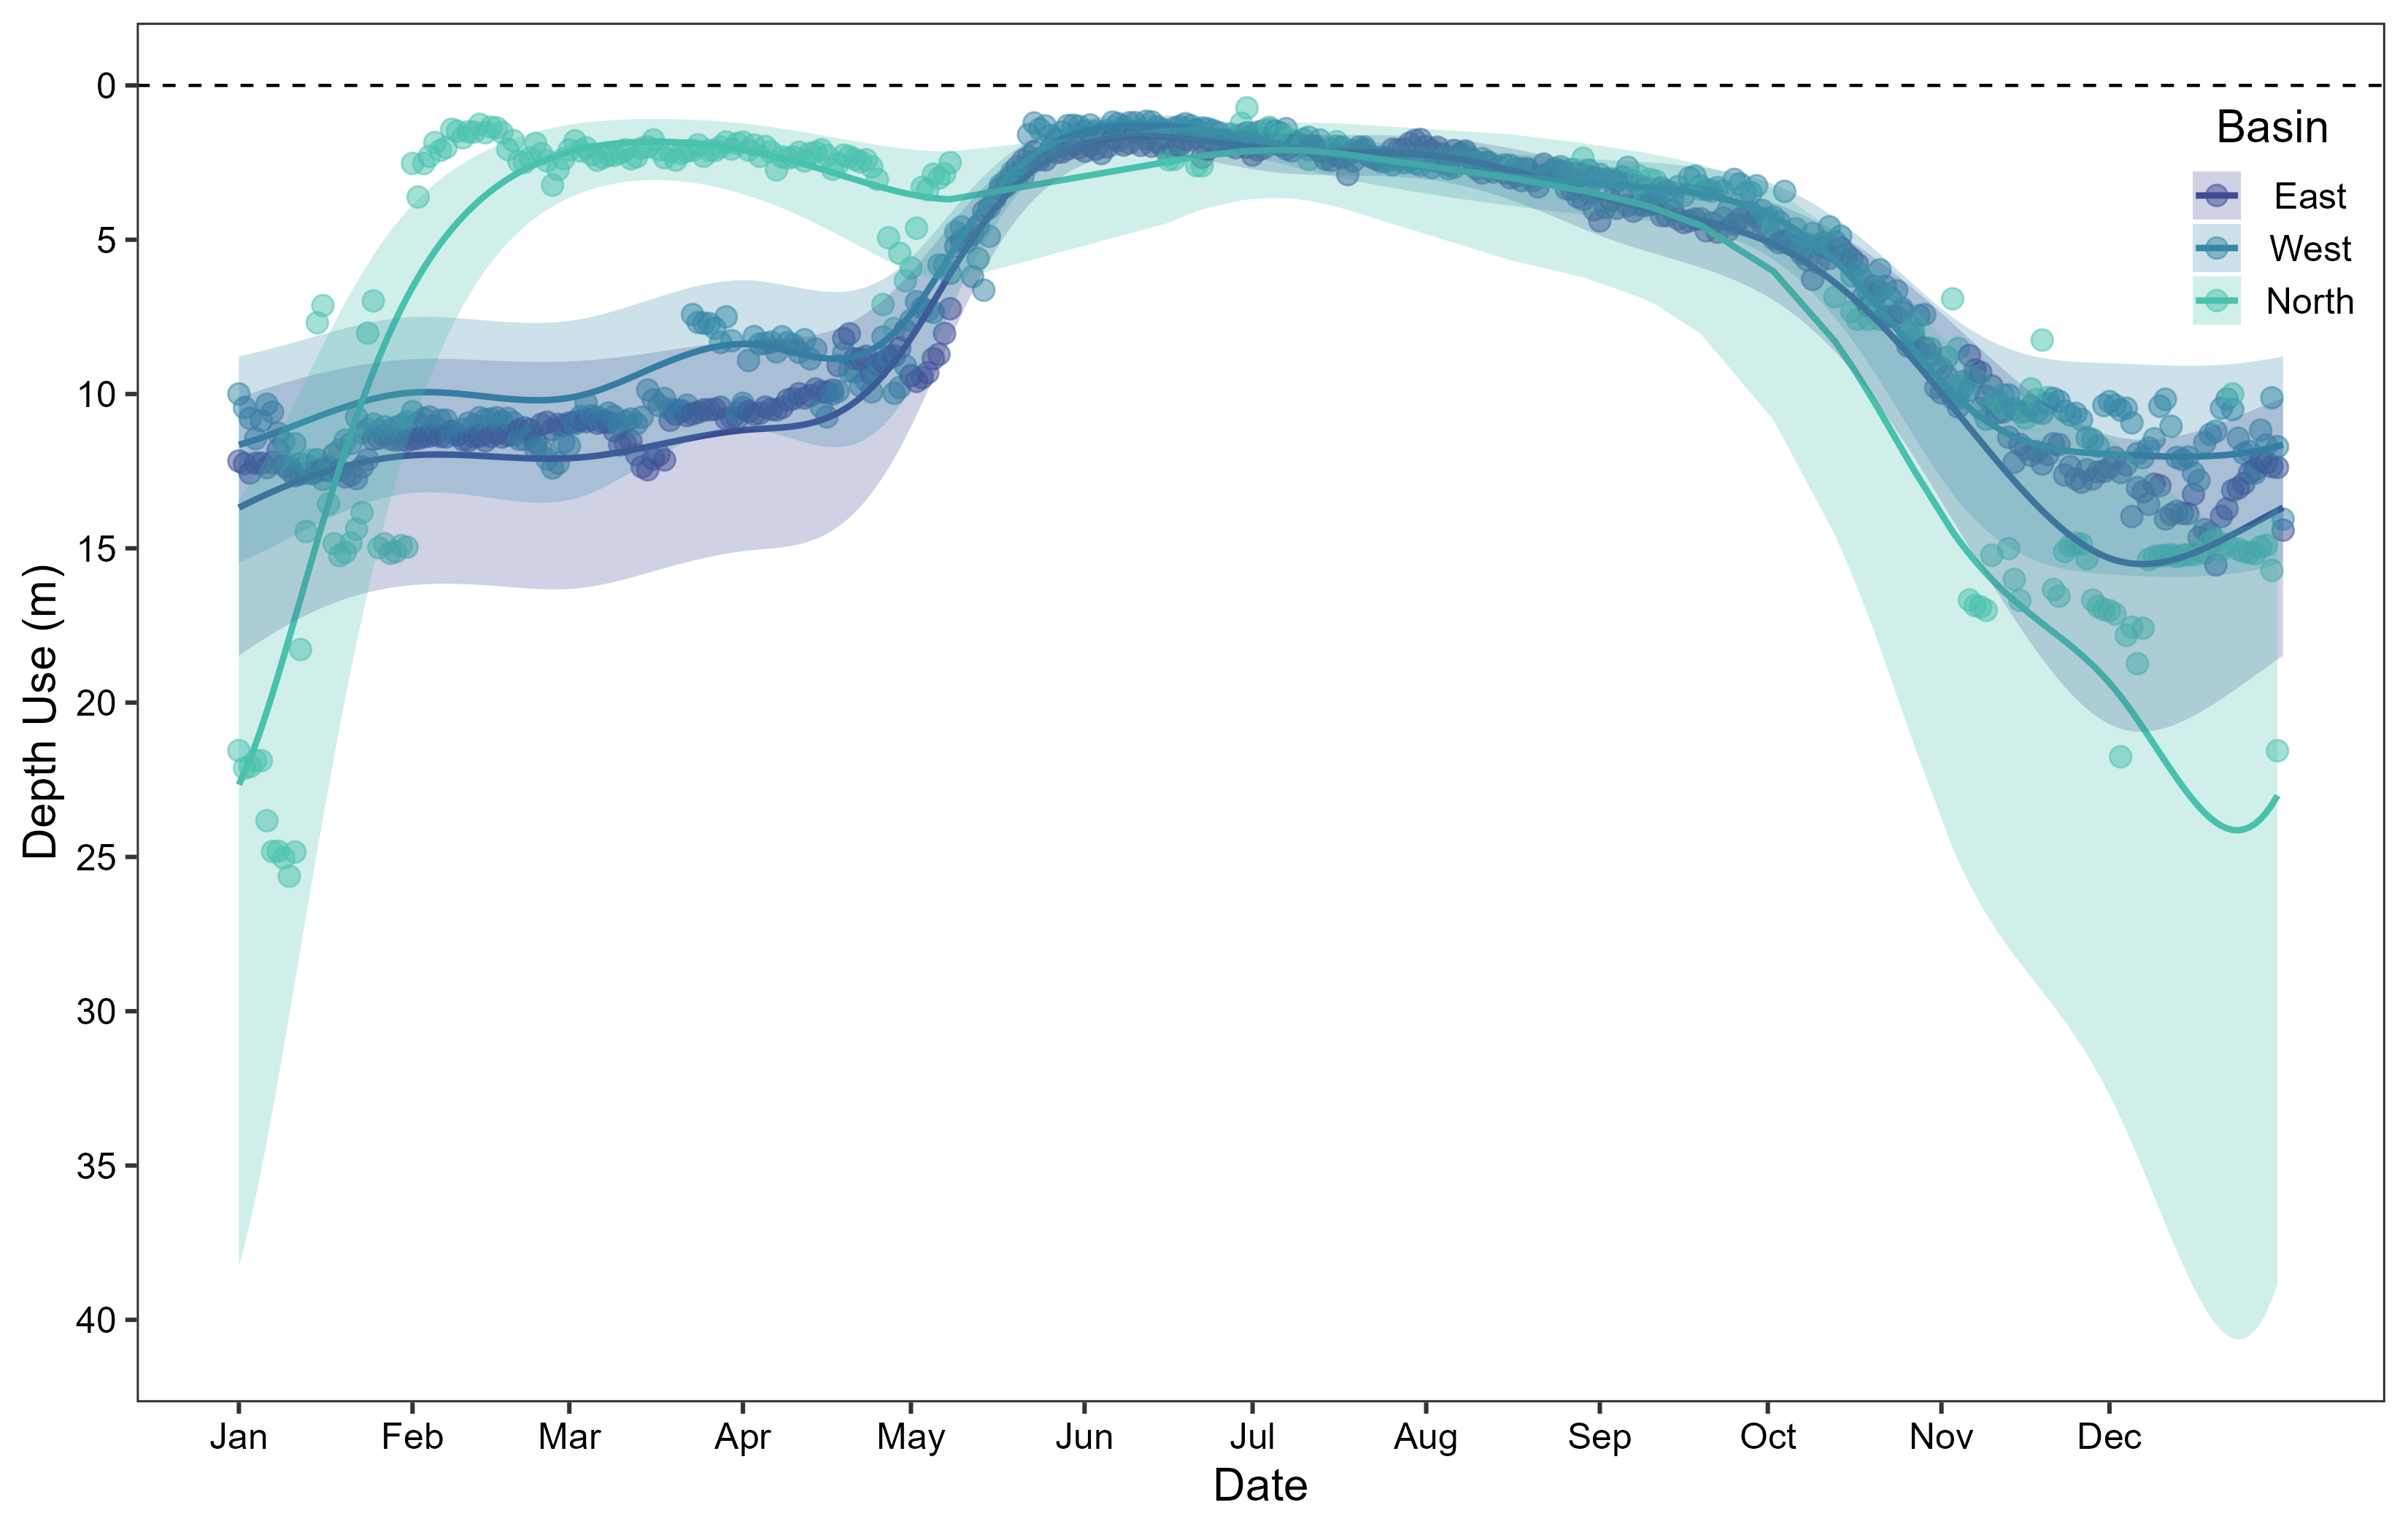 0
5
10
15
20
25
30
35
40
Depth Use (m)
Basin
East
West
North
Jan Feb Mar Apr May Jun Jul Aug Sep Oct Nov Dec
Date